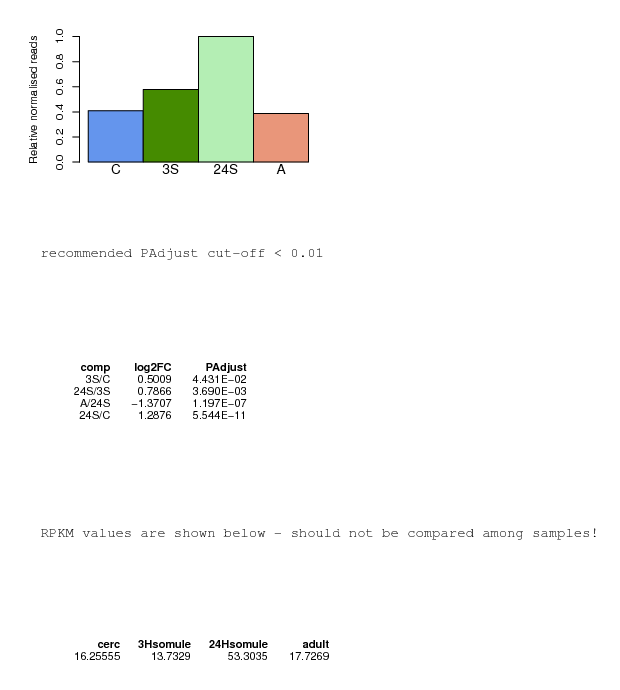 Relative normalised reads
1.0
0.8
0.6
0.4
0.2
0.0
C 3S 24S A
recommended PAdjust cut-off < 0.01
comp log2FC PAdjust
3S/C 0.5009 4.431E-02
24S/3S 0.7866 3.690E-03
A/24S -1.3707 1.197E-07
24S/C 1.2876 5.544E-11
RPKM values are shown below - should not be compared among samples!
cerc 3Hsomule 24Hsomule adult
16.25555 13.7329 53.3035 17.7269